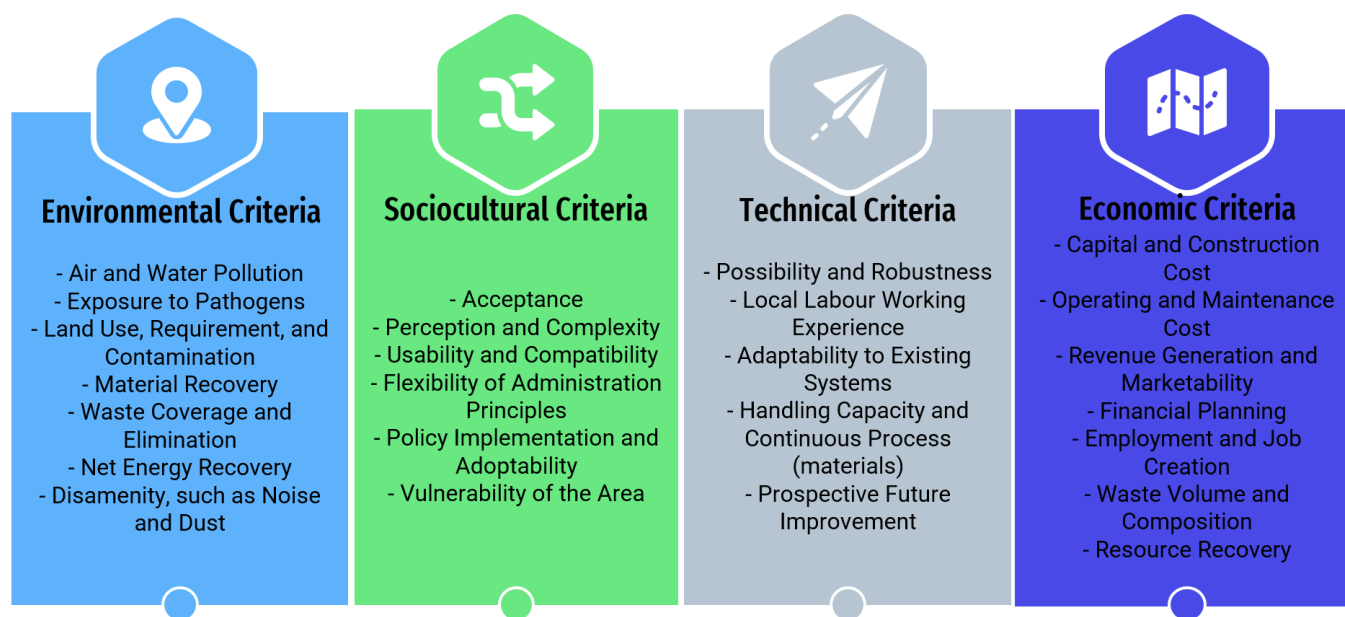 Environmental Criteria
- Air and Water Pollution
- Exposure to Pathogens
- Land Use, Requirement, and
Contamination
- Material Recovery
- Waste Coverage and
Elimination
- Net Energy Recovery
- Disamenity, such as Noise
and Dust
Sociocultural Criteria
- Acceptance
- Perception and Complexity
- Usability and Compatibility
- Flexibility of Administration
Principles
- Policy Implementation and
Adoptability
- Vulnerability of the Area
Technical Criteria
- Possibility and Robustness
- Local Labour Working
Experience
- Adaptability to Existing
Systems
- Handling Capacity and
Continuous Process
(materials)
- Prospective Future
Improvement
Economic Criteria
- Capital and Construction
Cost
- Operating and Maintenance
Cost
- Revenue Generation and
Marketability
- Financial Planning
- Employment and Job
Creation
- Waste Volume and
Composition
- Resource Recovery